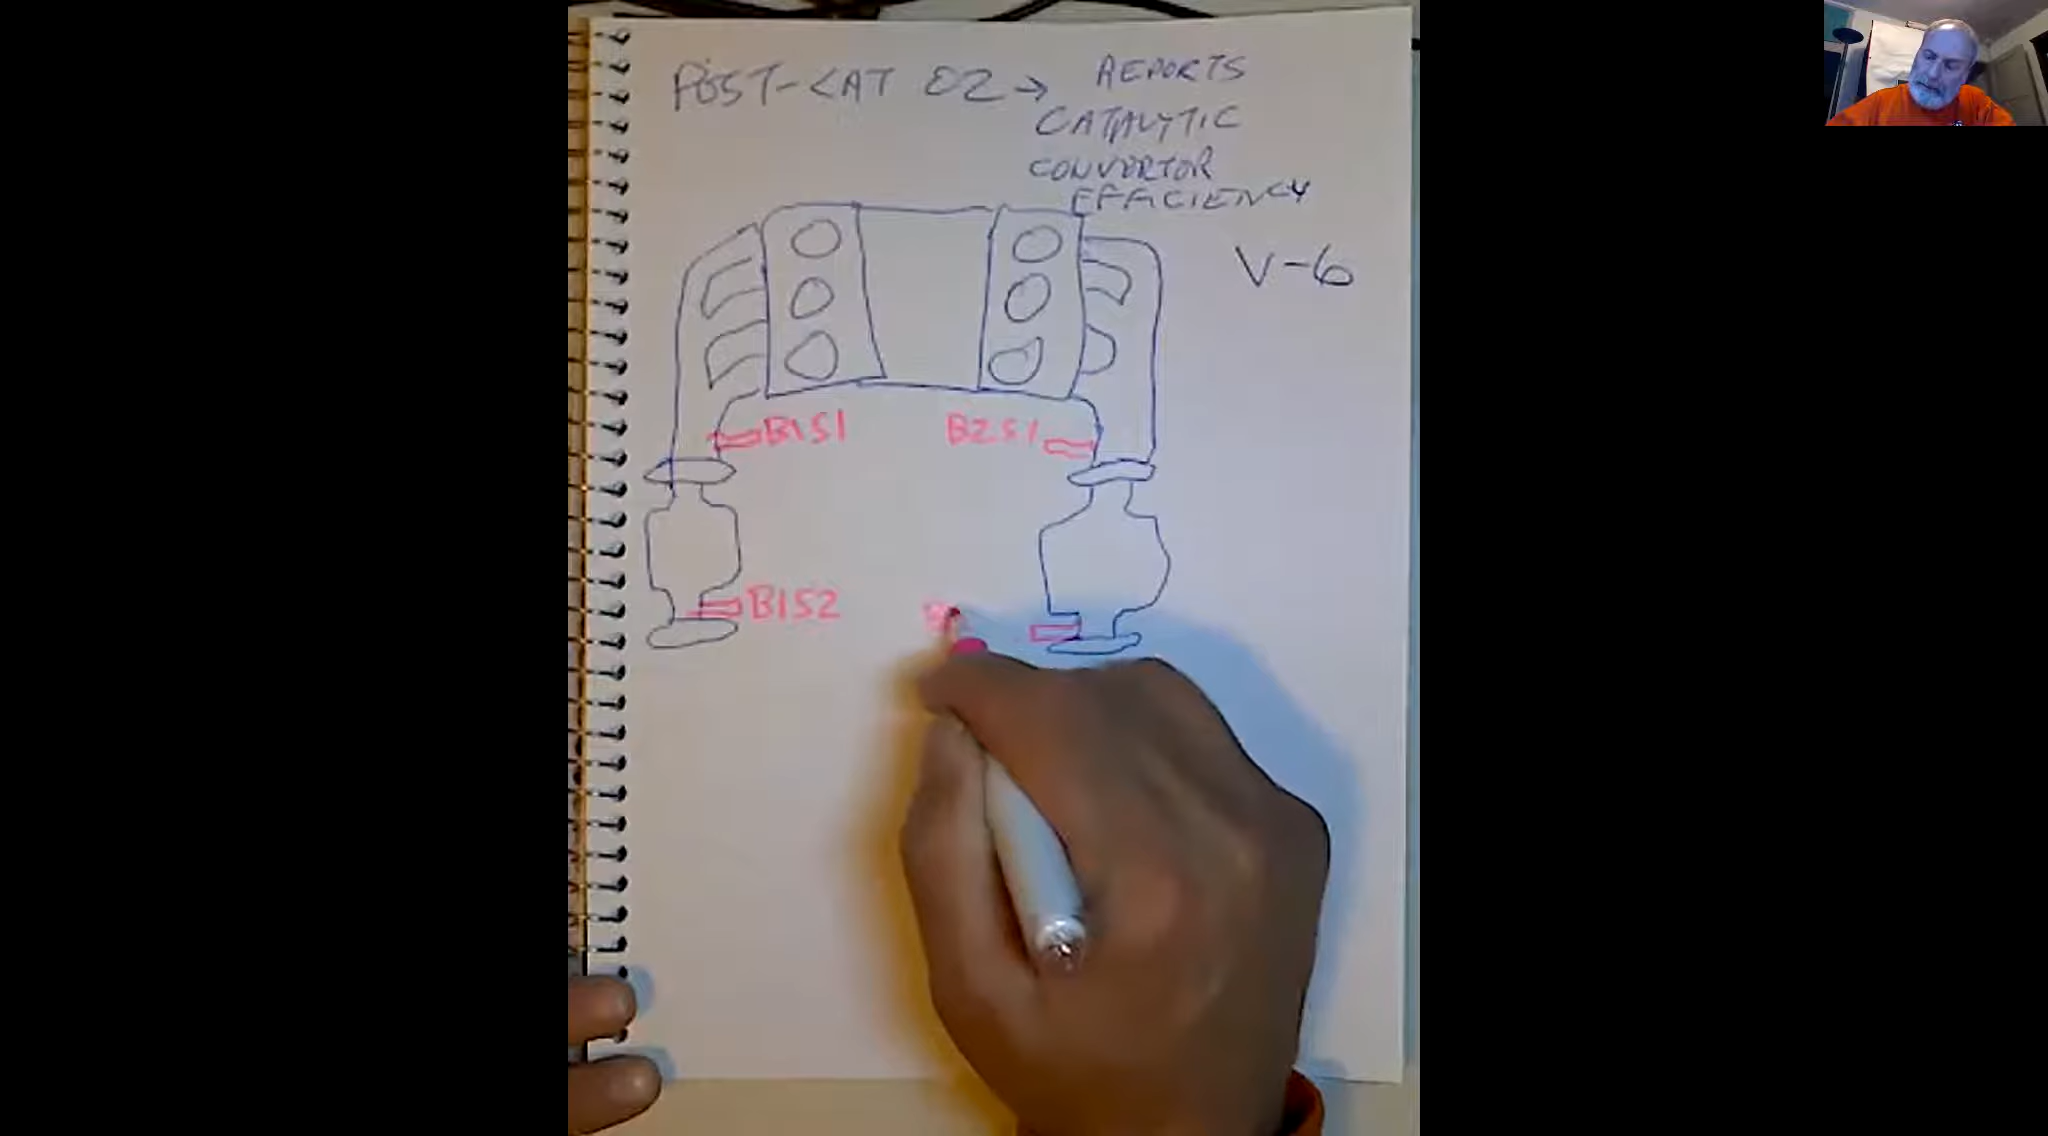 POST-CAT O2 → REPORTS
CATALYTIC
CONVERTOR
EFFICIENCY
V-6
B1S1 B2S1
B1S2